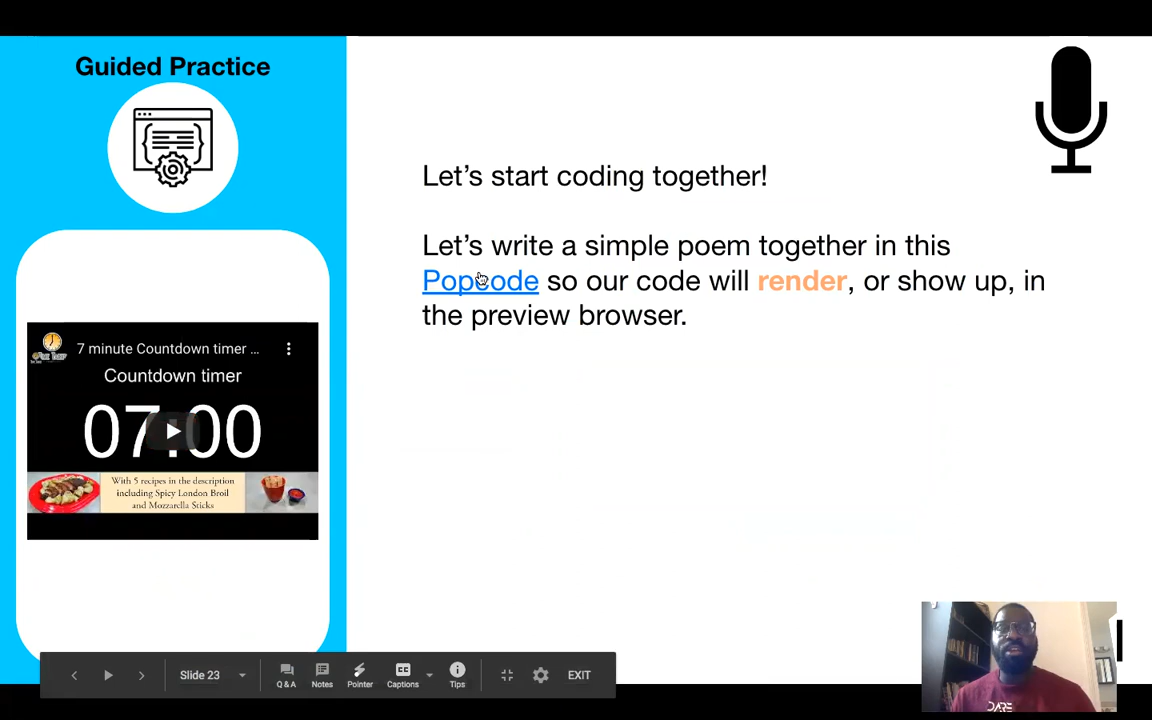 Guided Practice
Let's start coding together!
Let's write a simple poem together in this
Popcode so our code will render, or show up, in
the preview browser.
7 minute Countdown timer ...
Countdown timer
07:00
With 5 recipes in the description
including Spicy London Broil
and Mozzarella Sticks
Slide 23
Q & A
Notes
Pointer
CC
Captions
Tips
EXIT
DARE